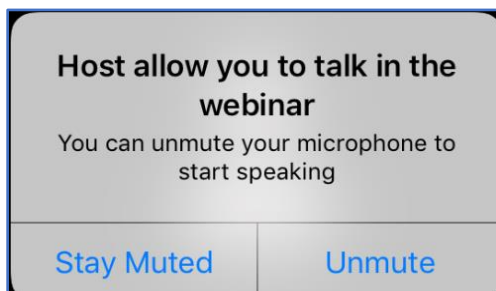 Host allow you to talk in the
webinar
You can unmute your microphone to
start speaking
Stay Muted
Unmute